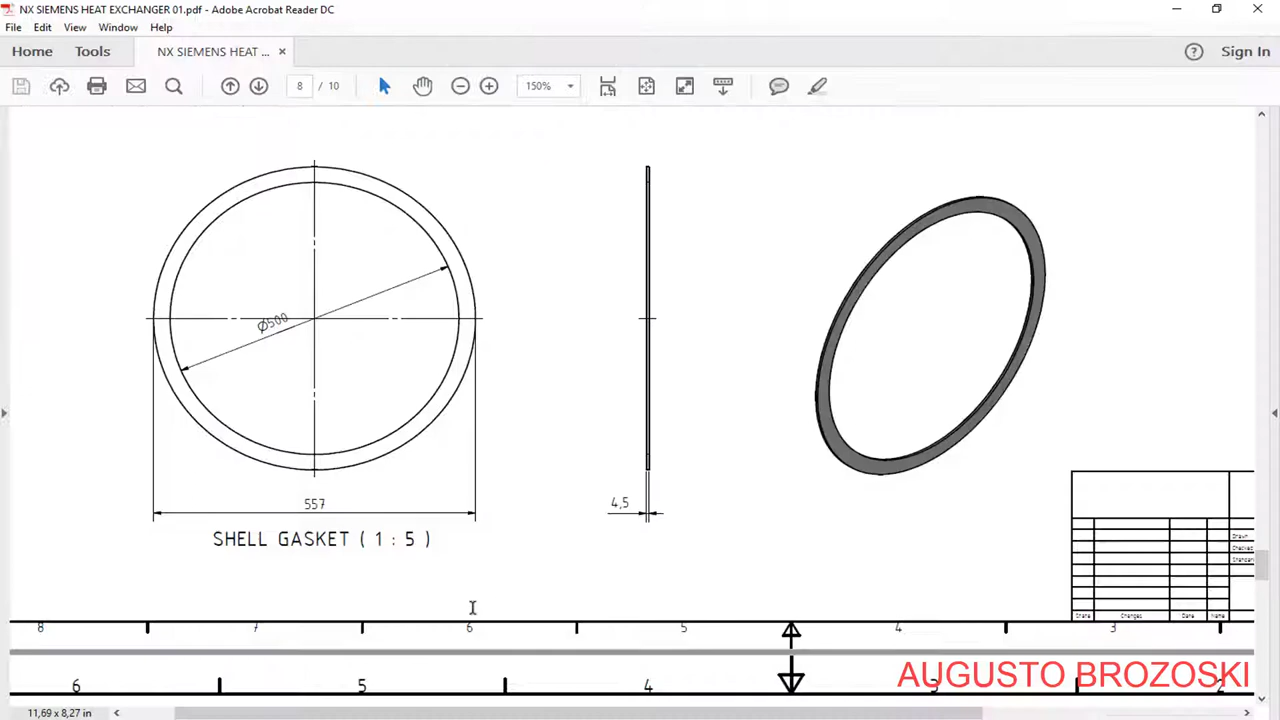 NX SIEMENS HEAT EXCHANGER 01.pdf - Adobe Acrobat Reader DC
File Edit View Window Help
Home Tools NX SIEMENS HEAT ... × Sign In
8 / 10 150%
Ø500
557
4,5
SHELL GASKET ( 1 : 5 )
Drawn
Checked
Standard
State Changes Date Name
8 7 6 5 4 3
6 5 4 3 2
AUGUSTO BROZOSKI
11,69 x 8,27 in